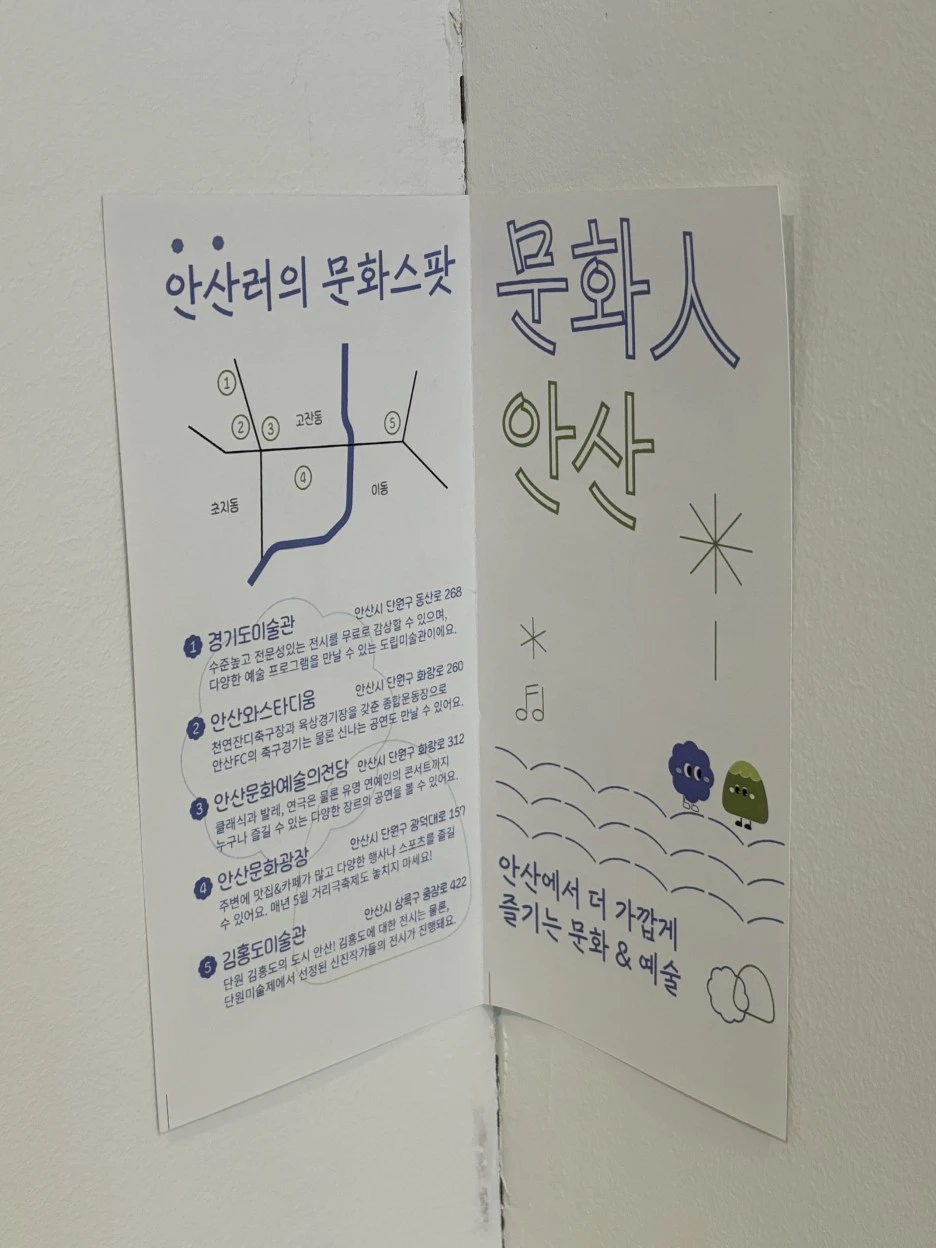 안산러의 문화스팟
1
2
3
고잔동
5
4
초지동
이동
1 경기도미술관 안산시 단원구 동산로 268
수준높고 전문성있는 전시를 무료로 감상할 수 있으며,
다양한 예술 프로그램을 만날 수 있는 도립미술관이에요.
2 안산와스타디움 안산시 단원구 화랑로 260
천연잔디축구장과 육상경기장을 갖춘 종합운동장으로
안산FC의 축구경기는 물론 신나는 공연도 만날 수 있어요.
3 안산문화예술의전당 안산시 단원구 화랑로 312
클래식과 발레, 연극은 물론 유명 연예인의 콘서트까지
누구나 즐길 수 있는 다양한 장르의 공연을 볼 수 있어요.
4 안산문화광장 안산시 단원구 광덕대로 157
주변에 맛집&카페가 많고 다양한 행사나 스포츠를 즐길
수 있어요. 매년 5월 거리극축제도 놓치지 마세요!
5 김홍도미술관 안산시 상록구 충장로 422
단원 김홍도의 도시 안산! 김홍도에 대한 전시는 물론,
단원미술제에서 선정된 신진작가들의 전시가 진행돼요.
문화人
안산
안산에서 더 가깝게
즐기는 문화 & 예술